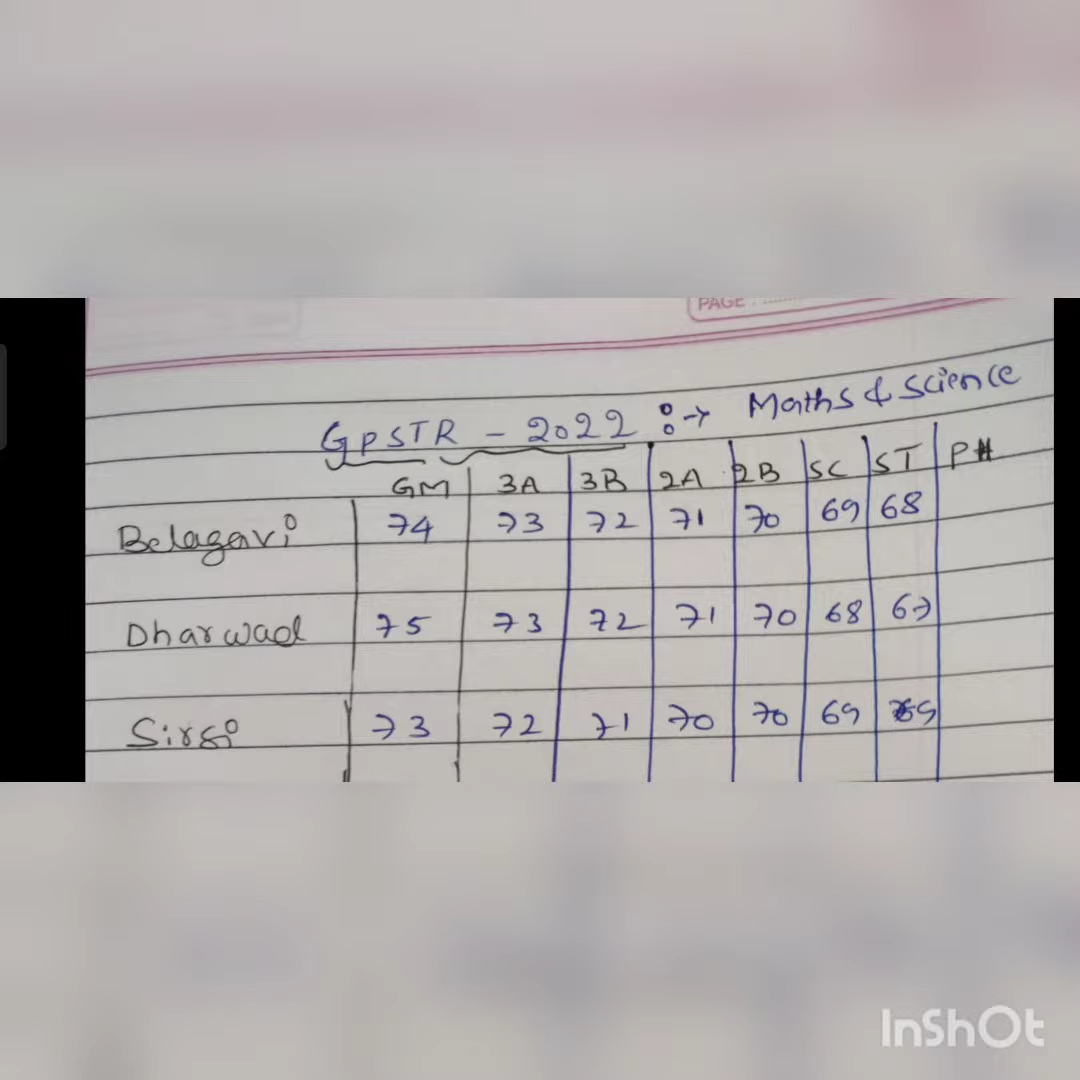 PAGE
GPSTR - 2022 :→ Maths & Science
GM 3A 3B 2A 2B SC ST PH
Belagavi 74 73 72 71 70 69 68
Dharwad 75 73 72 71 70 68 67
Sirsi 73 72 71 70 70 69
InShOt